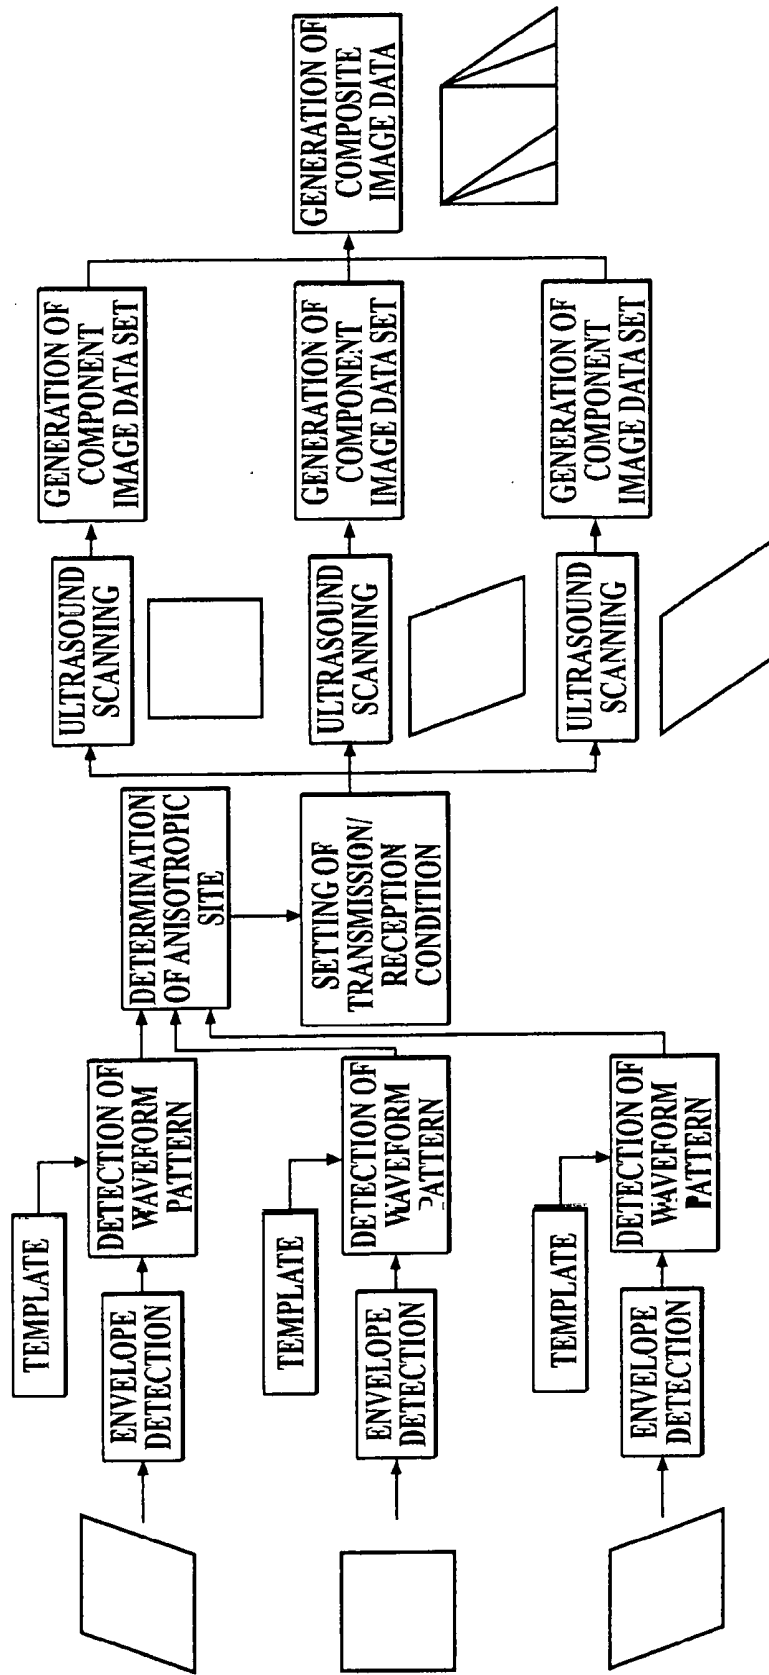 TEMPLATE
ENVELOPE
DETECTION
DETECTION OF
WAVEFORM
PATTERN
TEMPLATE
ENVELOPE
DETECTION
DETECTION OF
WAVEFORM
PATTERN
TEMPLATE
ENVELOPE
DETECTION
DETECTION OF
WAVEFORM
PATTERN
DETERMINATION
OF ANISOTROPIC
SITE
SETTING OF
TRANSMISSION/
RECEPTION
CONDITION
ULTRASOUND
SCANNING
GENERATION OF
COMPONENT
IMAGE DATA SET
ULTRASOUND
SCANNING
GENERATION OF
COMPONENT
IMAGE DATA SET
ULTRASOUND
SCANNING
GENERATION OF
COMPONENT
IMAGE DATA SET
GENERATION OF
COMPOSITE
IMAGE DATA